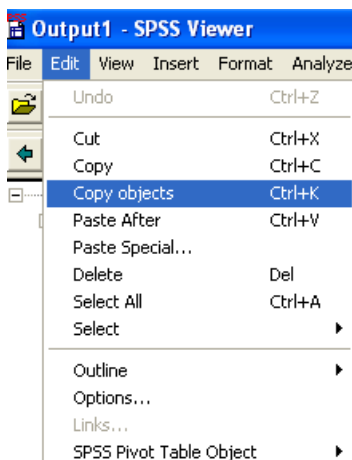 Output1 - SPSS Viewer
File Edit View Insert Format Analyze
Undo Ctrl+Z
Cut Ctrl+X
Copy Ctrl+C
Copy objects Ctrl+K
Paste After Ctrl+V
Paste Special...
Delete Del
Select All Ctrl+A
Select
Outline
Options...
Links...
SPSS Pivot Table Object